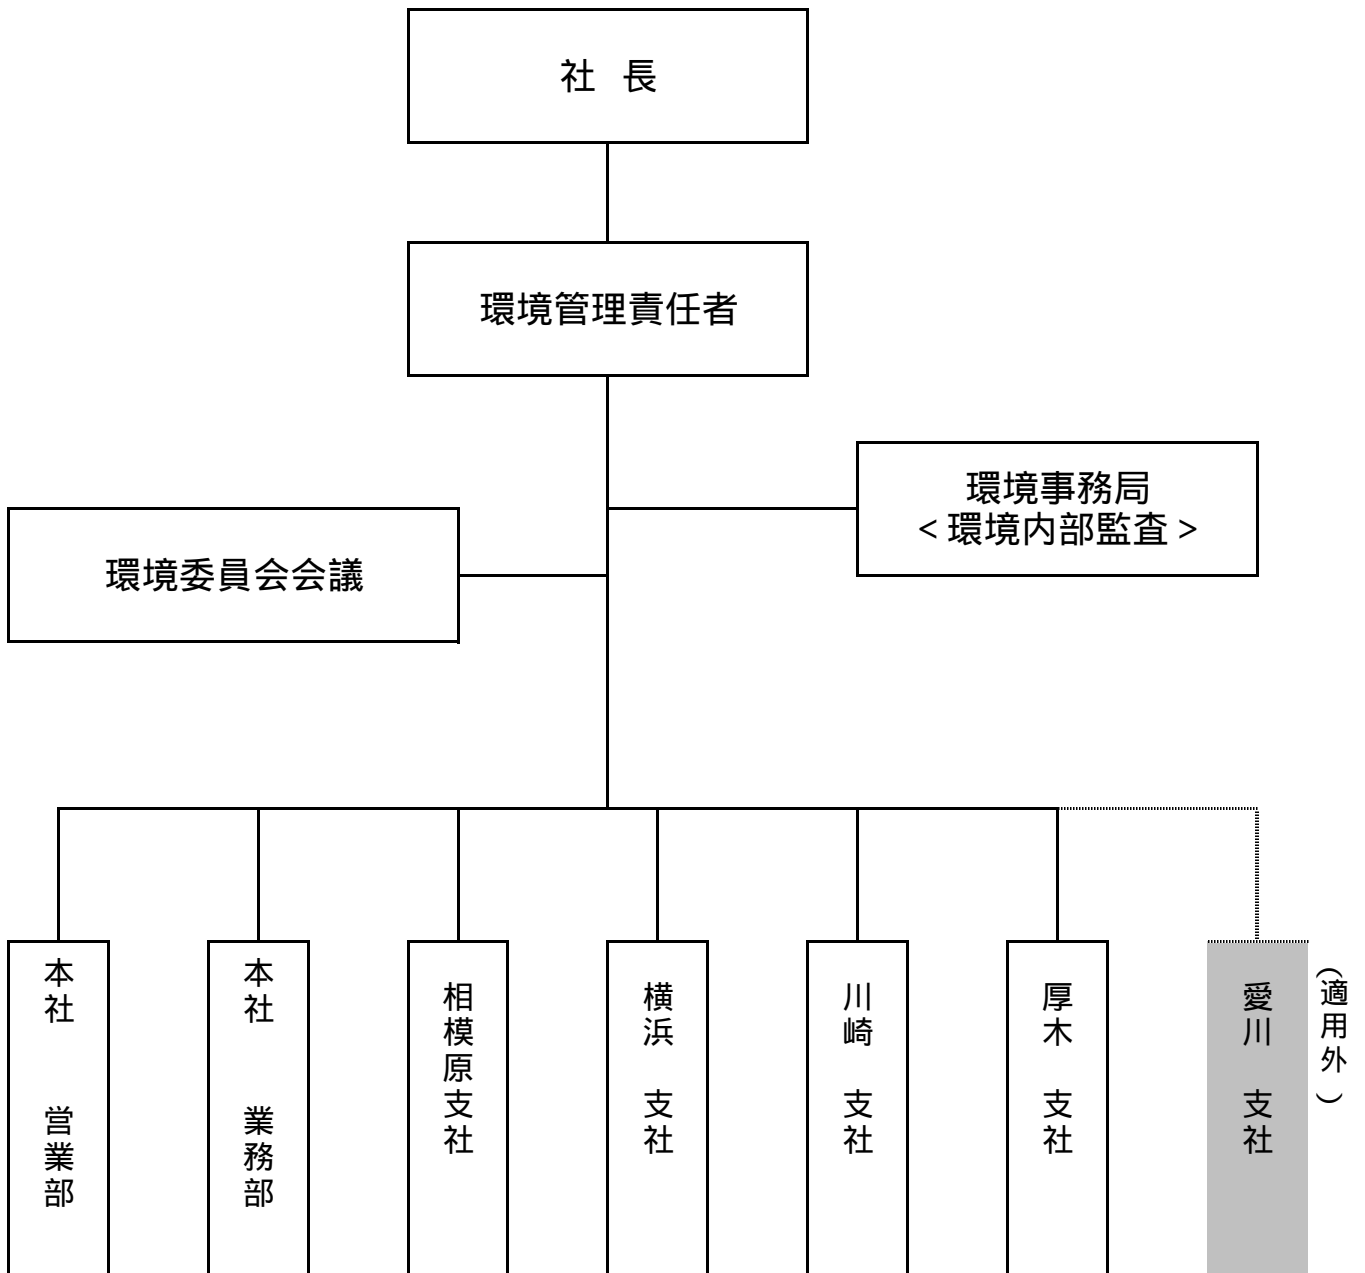 社 長
環境管理責任者
環境事務局
＜環境内部監査＞
環境委員会会議
本社 営業部
本社 業務部
相模原支社
横浜 支社
川崎 支社
厚木 支社
愛川 支社
（適用外）